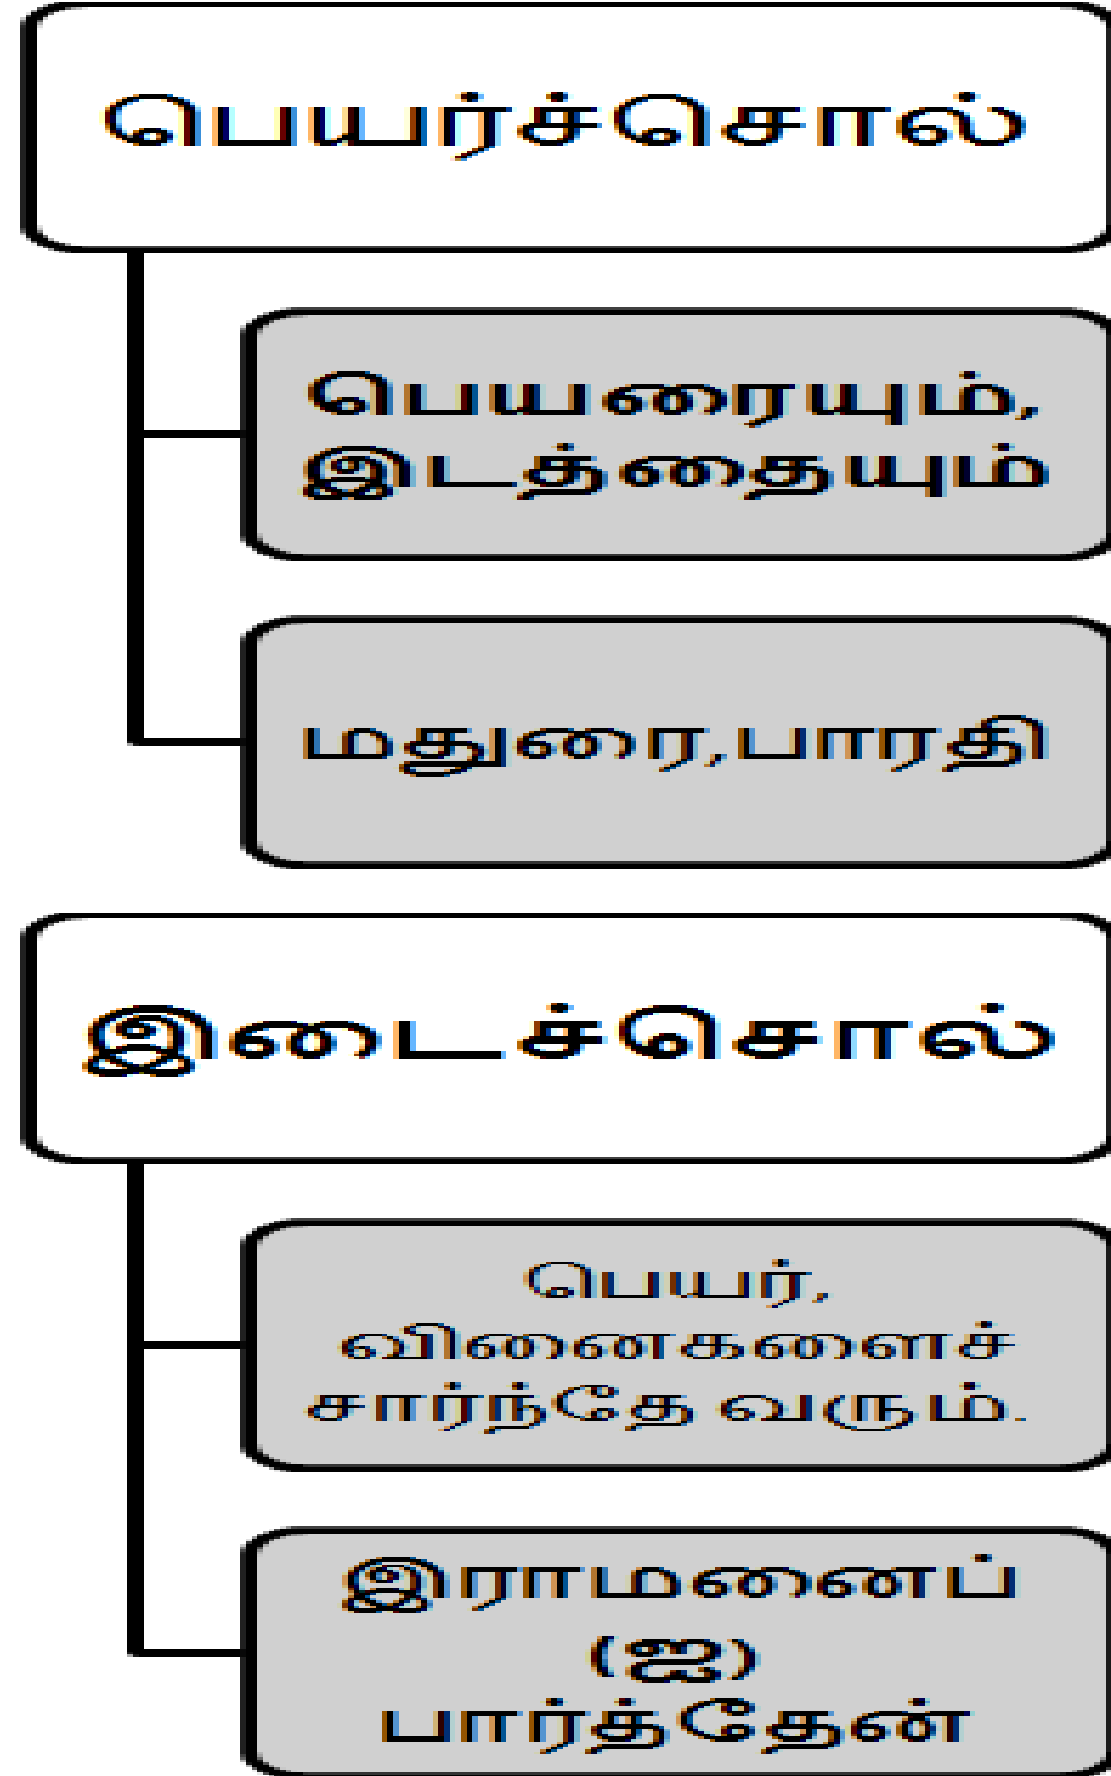 பெயர்ச்சொல்
பெயரையும்,
இடத்தையும்
மதுரை,பாரதி
இடைச்சொல்
பெயர்,
வினைகளைச்
சார்ந்தே வரும்.
இராமனைப்
(ஐ)
பார்த்தேன்